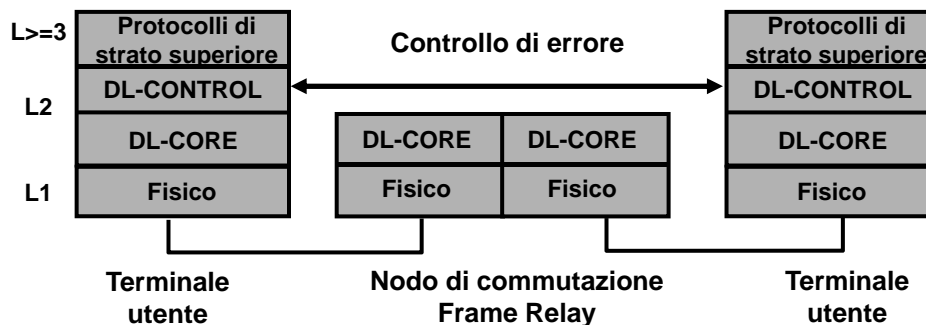 L>=3
Protocolli di
strato superiore
Controllo di errore
Protocolli di
strato superiore
DL-CONTROL
DL-CONTROL
L2
DL-CORE
DL-CORE
DL-CORE
DL-CORE
L1
Fisico
Fisico
Fisico
Fisico
Terminale
utente
Nodo di commutazione
Frame Relay
Terminale
utente